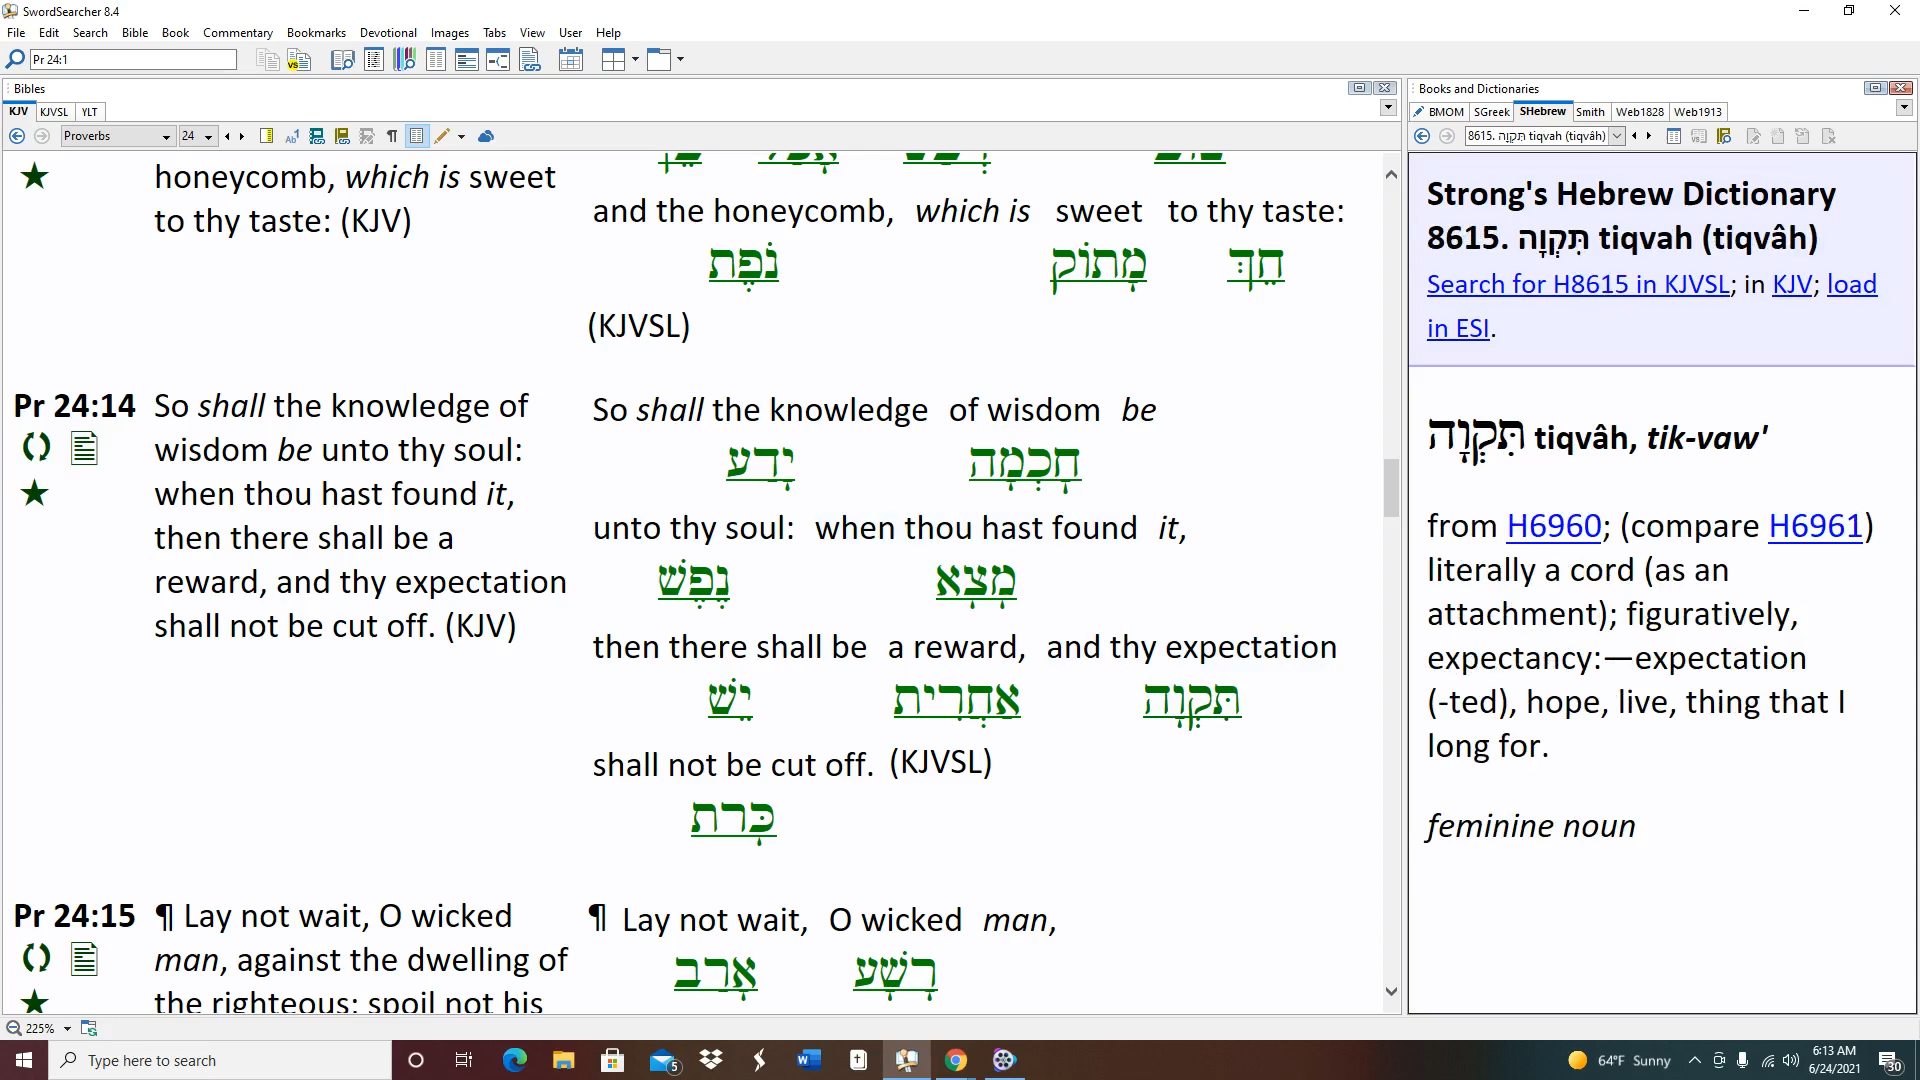 SwordSearcher 8.4
File Edit Search Bible Book Commentary Bookmarks Devotional Images Tabs View User Help
Pr 24:1
Bibles
KJV KJVSL YLT
Proverbs 24
honeycomb, which is sweet
to thy taste: (KJV)
and the honeycomb, which is sweet to thy taste:
נֹפֶת מָתוֹק חֵךְ
(KJVSL)
Pr 24:14 So shall the knowledge of
wisdom be unto thy soul:
when thou hast found it,
then there shall be a
reward, and thy expectation
shall not be cut off. (KJV)
So shall the knowledge of wisdom be
יָדַע חָכְמָה
unto thy soul: when thou hast found it,
נֶפֶשׁ מָצָא
then there shall be a reward, and thy expectation
יֵשׁ אַחֲרִית תִּקְוָה
shall not be cut off. (KJVSL)
כָּרַת
Pr 24:15 ¶ Lay not wait, O wicked
man, against the dwelling of
the righteous; spoil not his
¶ Lay not wait, O wicked man,
אָרַב רָשָׁע
Books and Dictionaries
BMOM SGreek SHebrew Smith Web1828 Web1913
8615. תִּקְוָה tiqvah (tiqvâh)
Strong's Hebrew Dictionary
8615. תִּקְוָה tiqvah (tiqvâh)
Search for H8615 in KJVSL; in KJV; load
in ESI.
תִּקְוָה tiqvâh, tik-vaw'
from H6960; (compare H6961)
literally a cord (as an
attachment); figuratively,
expectancy:—expectation
(-ted), hope, live, thing that I
long for.
feminine noun
225%
Type here to search
5
64°F Sunny
6:13 AM
6/24/2021
30